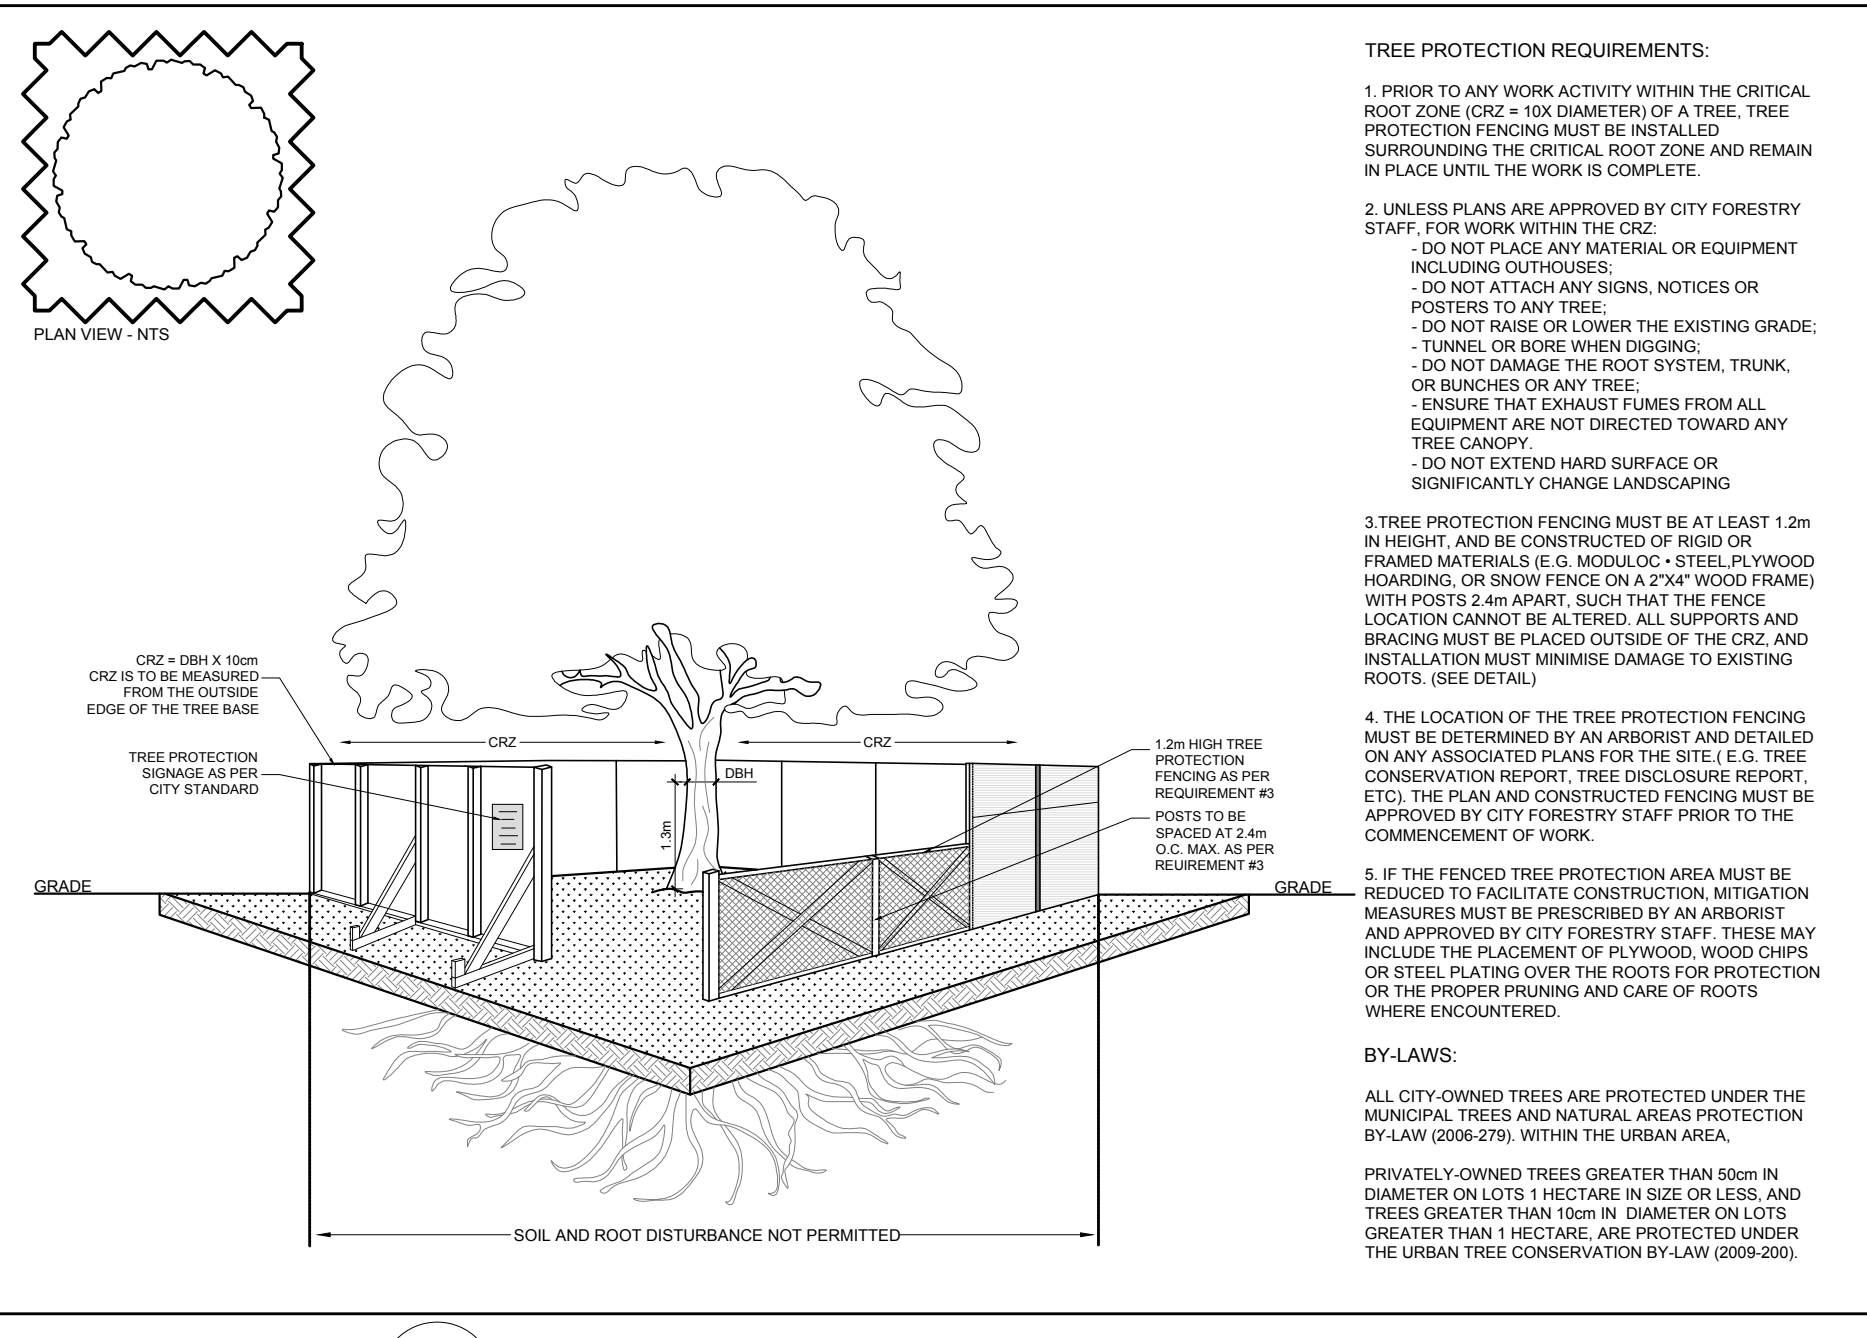 PLAN VIEW - NTS
CRZ = DBH X 10cm
CRZ IS TO BE MEASURED
FROM THE OUTSIDE
EDGE OF THE TREE BASE
TREE PROTECTION
SIGNAGE AS PER
CITY STANDARD
CRZ
CRZ
DBH
1.3m
1.2m HIGH TREE
PROTECTION
FENCING AS PER
REQUIREMENT #3
POSTS TO BE
SPACED AT 2.4m
O.C. MAX. AS PER
REUIREMENT #3
GRADE
GRADE
SOIL AND ROOT DISTURBANCE NOT PERMITTED
TREE PROTECTION REQUIREMENTS:
1. PRIOR TO ANY WORK ACTIVITY WITHIN THE CRITICAL
ROOT ZONE (CRZ = 10X DIAMETER) OF A TREE, TREE
PROTECTION FENCING MUST BE INSTALLED
SURROUNDING THE CRITICAL ROOT ZONE AND REMAIN
IN PLACE UNTIL THE WORK IS COMPLETE.
2. UNLESS PLANS ARE APPROVED BY CITY FORESTRY
STAFF, FOR WORK WITHIN THE CRZ:
- DO NOT PLACE ANY MATERIAL OR EQUIPMENT
INCLUDING OUTHOUSES;
- DO NOT ATTACH ANY SIGNS, NOTICES OR
POSTERS TO ANY TREE;
- DO NOT RAISE OR LOWER THE EXISTING GRADE;
- TUNNEL OR BORE WHEN DIGGING;
- DO NOT DAMAGE THE ROOT SYSTEM, TRUNK,
OR BUNCHES OR ANY TREE;
- ENSURE THAT EXHAUST FUMES FROM ALL
EQUIPMENT ARE NOT DIRECTED TOWARD ANY
TREE CANOPY.
- DO NOT EXTEND HARD SURFACE OR
SIGNIFICANTLY CHANGE LANDSCAPING
3.TREE PROTECTION FENCING MUST BE AT LEAST 1.2m
IN HEIGHT, AND BE CONSTRUCTED OF RIGID OR
FRAMED MATERIALS (E.G. MODULOC • STEEL,PLYWOOD
HOARDING, OR SNOW FENCE ON A 2"X4" WOOD FRAME)
WITH POSTS 2.4m APART, SUCH THAT THE FENCE
LOCATION CANNOT BE ALTERED. ALL SUPPORTS AND
BRACING MUST BE PLACED OUTSIDE OF THE CRZ, AND
INSTALLATION MUST MINIMISE DAMAGE TO EXISTING
ROOTS. (SEE DETAIL)
4. THE LOCATION OF THE TREE PROTECTION FENCING
MUST BE DETERMINED BY AN ARBORIST AND DETAILED
ON ANY ASSOCIATED PLANS FOR THE SITE.( E.G. TREE
CONSERVATION REPORT, TREE DISCLOSURE REPORT,
ETC). THE PLAN AND CONSTRUCTED FENCING MUST BE
APPROVED BY CITY FORESTRY STAFF PRIOR TO THE
COMMENCEMENT OF WORK.
5. IF THE FENCED TREE PROTECTION AREA MUST BE
REDUCED TO FACILITATE CONSTRUCTION, MITIGATION
MEASURES MUST BE PRESCRIBED BY AN ARBORIST
AND APPROVED BY CITY FORESTRY STAFF. THESE MAY
INCLUDE THE PLACEMENT OF PLYWOOD, WOOD CHIPS
OR STEEL PLATING OVER THE ROOTS FOR PROTECTION
OR THE PROPER PRUNING AND CARE OF ROOTS
WHERE ENCOUNTERED.
BY-LAWS:
ALL CITY-OWNED TREES ARE PROTECTED UNDER THE
MUNICIPAL TREES AND NATURAL AREAS PROTECTION
BY-LAW (2006-279). WITHIN THE URBAN AREA,
PRIVATELY-OWNED TREES GREATER THAN 50cm IN
DIAMETER ON LOTS 1 HECTARE IN SIZE OR LESS, AND
TREES GREATER THAN 10cm IN DIAMETER ON LOTS
GREATER THAN 1 HECTARE, ARE PROTECTED UNDER
THE URBAN TREE CONSERVATION BY-LAW (2009-200).